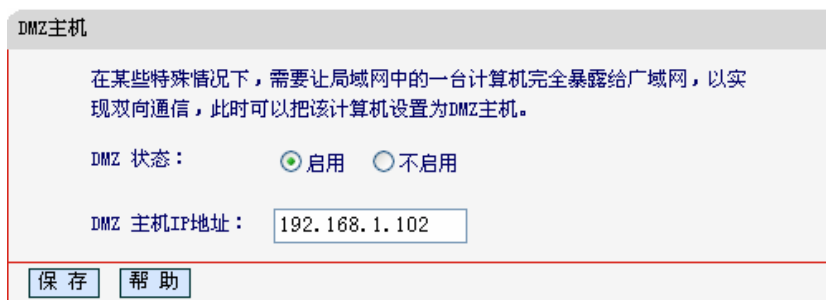 DMZ主机
在某些特殊情况下，需要让局域网中的一台计算机完全暴露给广域网，以实
现双向通信，此时可以把该计算机设置为DMZ主机。
DMZ 状态： 启用 不启用
DMZ 主机IP地址： 192.168.1.102
保 存 帮 助